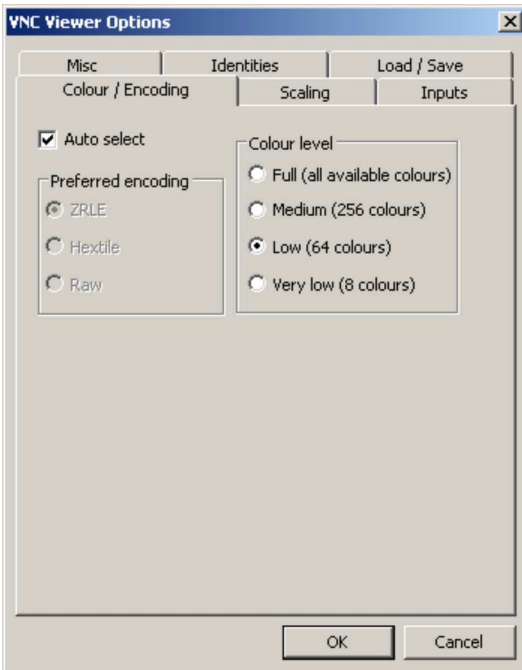 VNC Viewer Options
Misc Identities Load / Save
Colour / Encoding Scaling Inputs
Auto select
Preferred encoding
ZRLE
Hextile
Raw
Colour level
Full (all available colours)
Medium (256 colours)
Low (64 colours)
Very low (8 colours)
OK Cancel